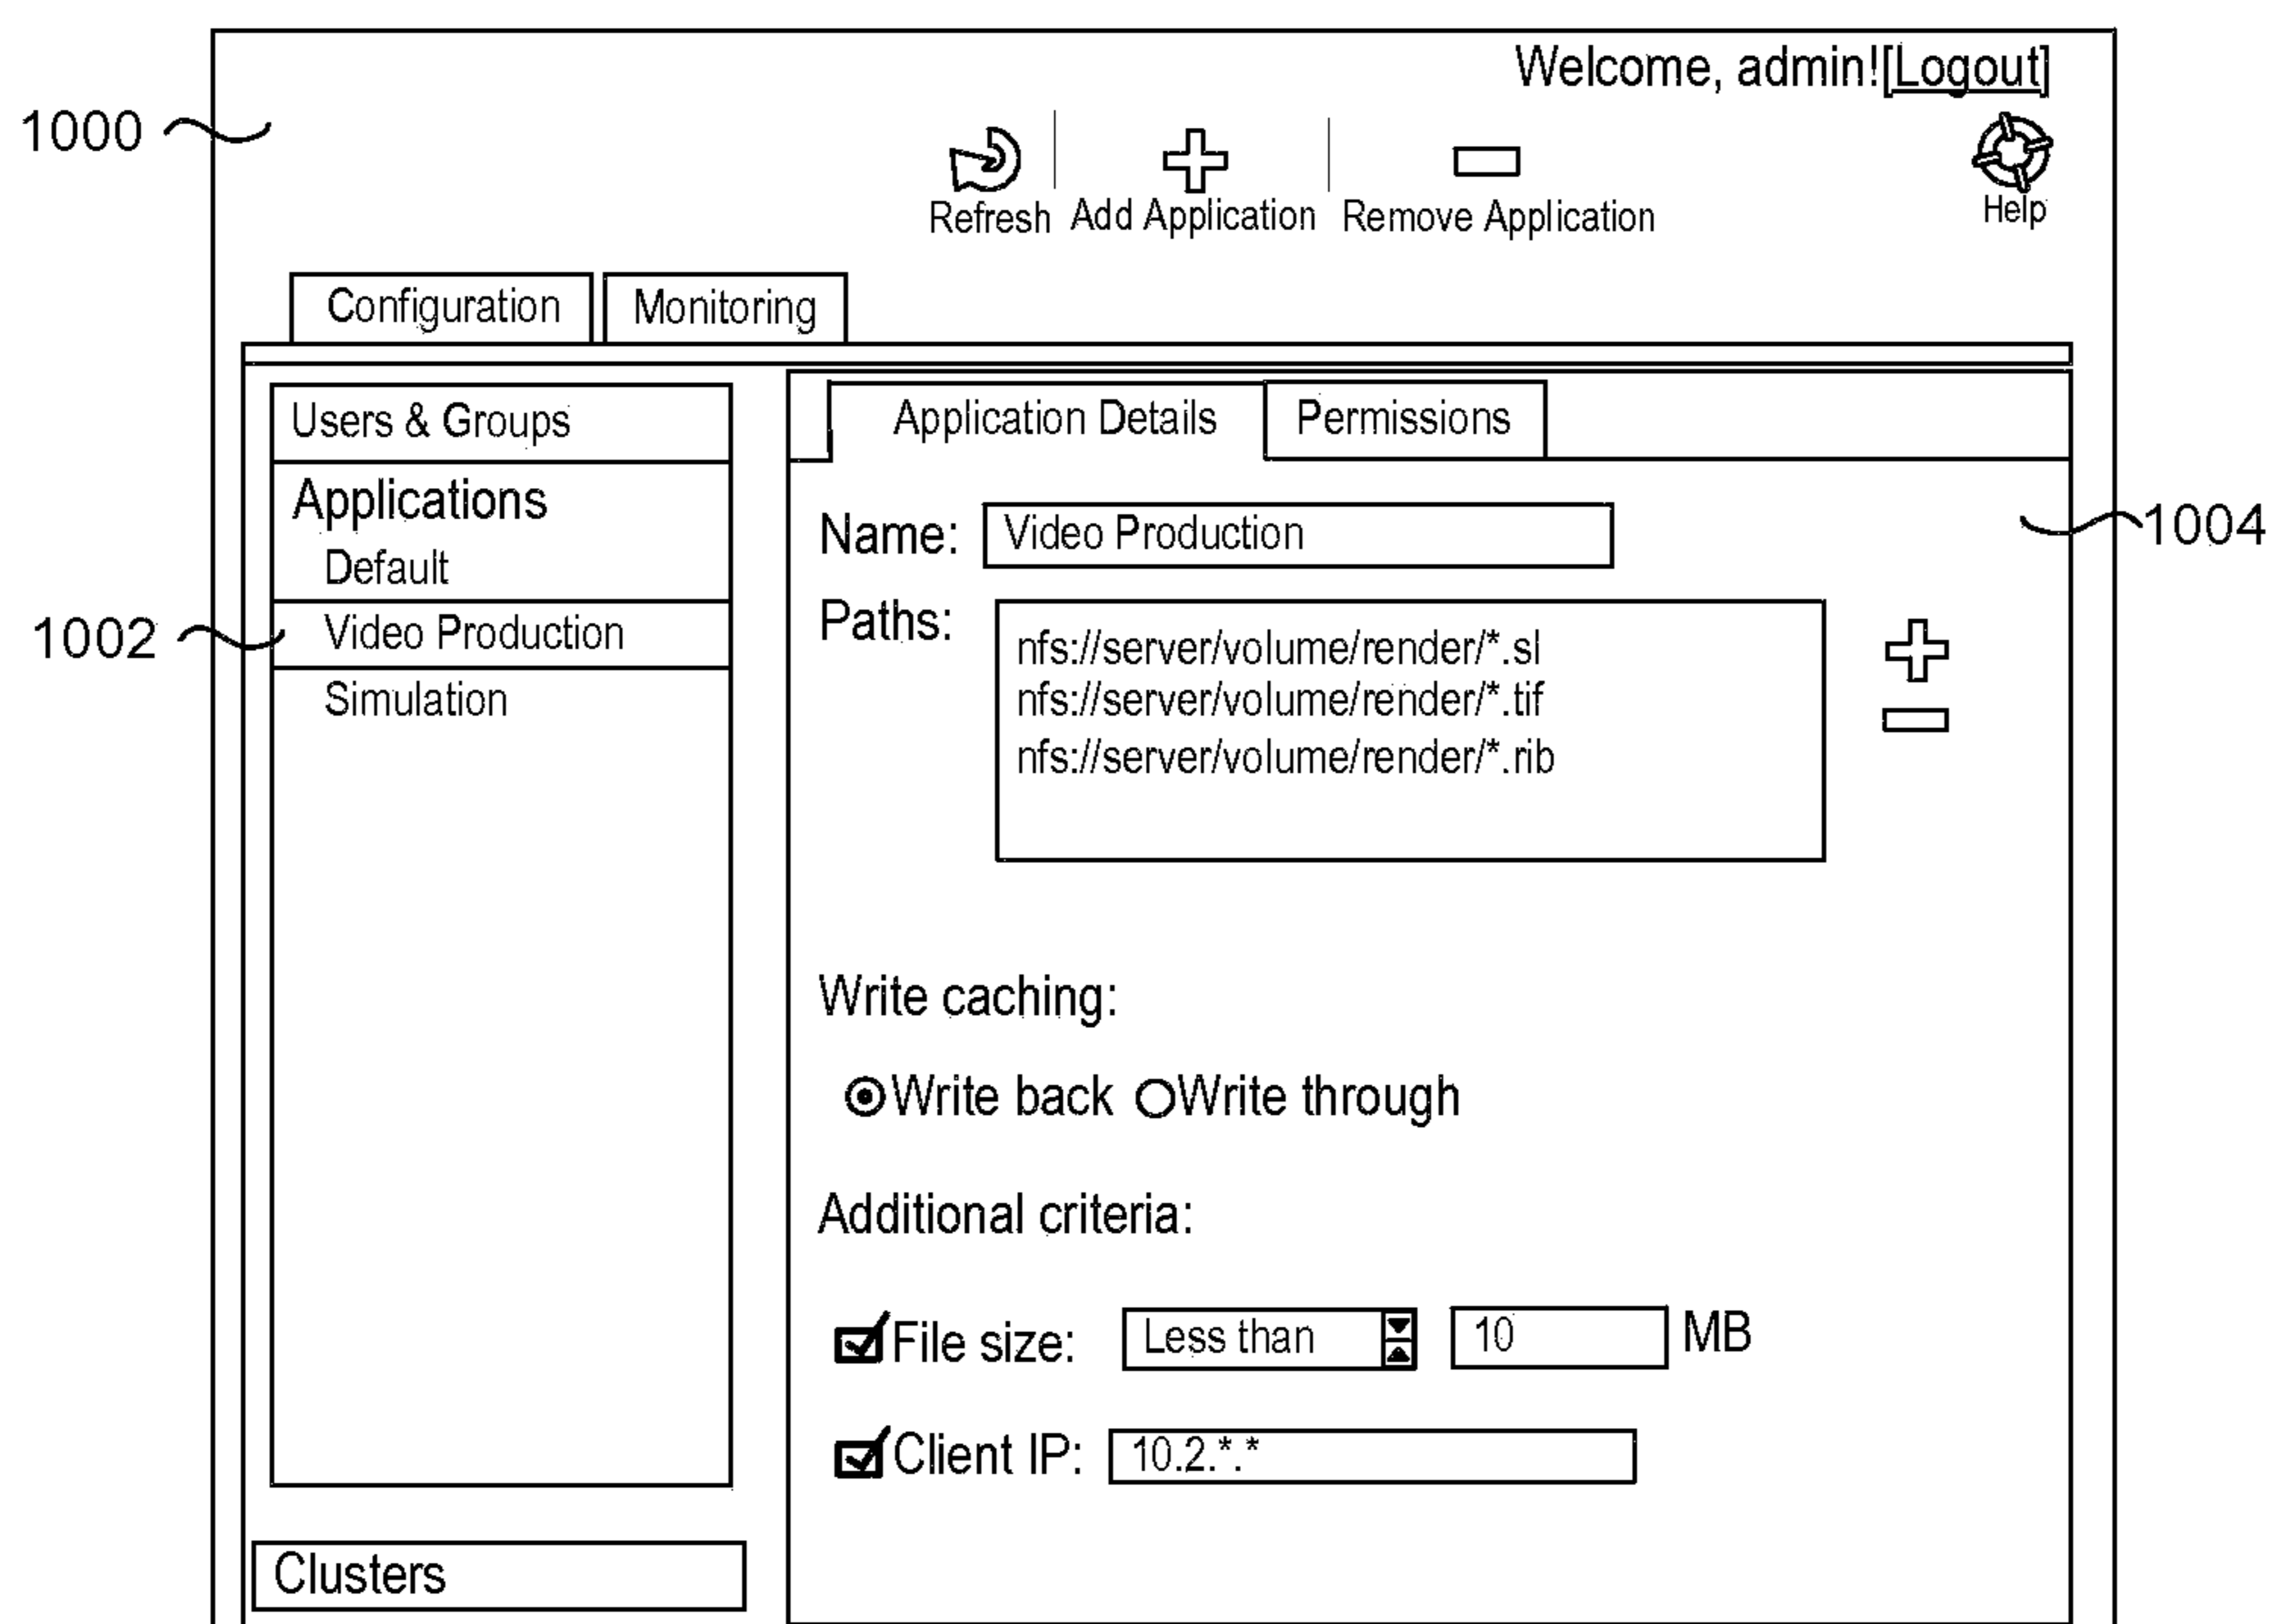 Welcome, admin![Logout]
1000
Refresh Add Application Remove Application Help
Configuration Monitoring
Users & Groups
Applications
Default
1002 Video Production
Simulation
Clusters
Application Details Permissions
1004
Name: Video Production
Paths:
nfs://server/volume/render/*.sl
nfs://server/volume/render/*.tif
nfs://server/volume/render/*.rib
Write caching:
Write back Write through
Additional criteria:
File size: Less than 10 MB
Client IP: 10.2.*.*